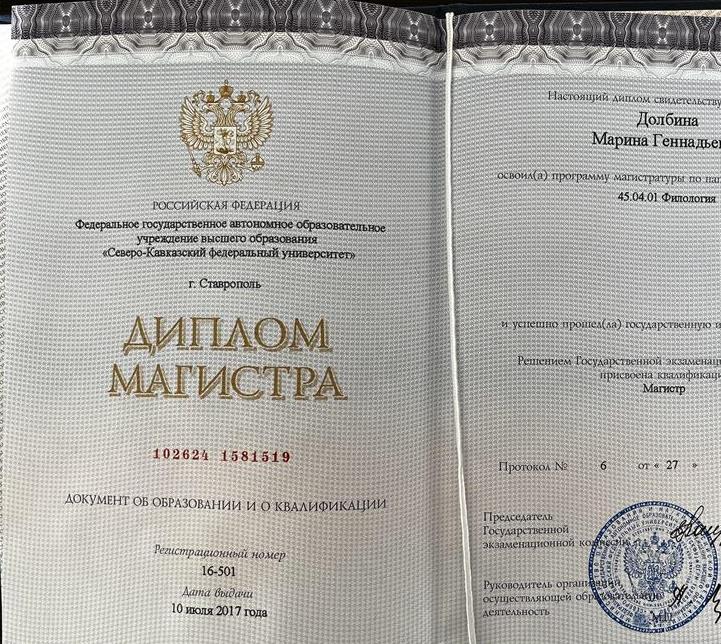 РОССИЙСКАЯ ФЕДЕРАЦИЯ
Федеральное государственное автономное образовательное
учреждение высшего образования
«Северо-Кавказский федеральный университет»
г. Ставрополь
ДИПЛОМ
МАГИСТРА
102624 1581519
ДОКУМЕНТ ОБ ОБРАЗОВАНИИ И О КВАЛИФИКАЦИИ
Регистрационный номер
16-501
Дата выдачи
10 июля 2017 года
Настоящий диплом свидетельству
Долбина
Марина Геннадье
освоил(а) программу магистратуры по на
45.04.01 Филология
и успешно прошел(ла) государственную и
Решением Государственной экзаменац
присвоена квалификац
Магистр
Протокол № 6 от « 27 »
Председатель
Государственной
экзаменационной
Руководитель организации,
осуществляющей образовательную
деятельность
М.П.